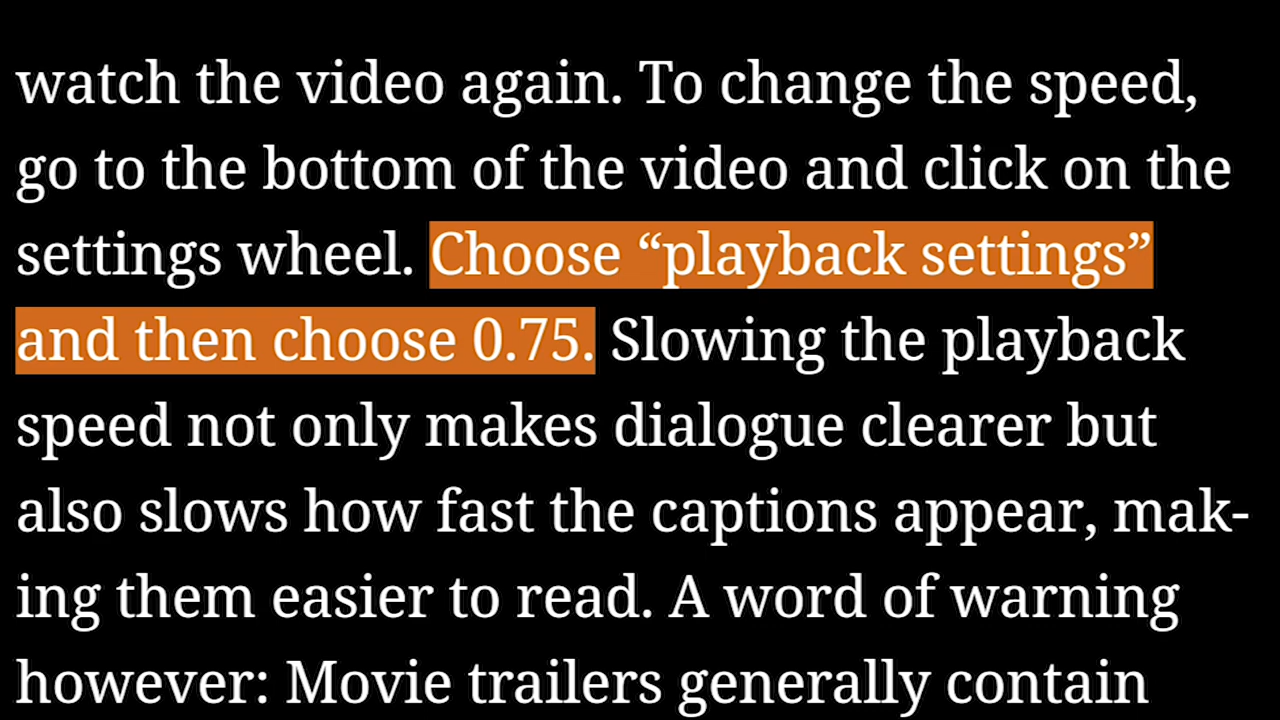 watch the video again. To change the speed,
go to the bottom of the video and click on the
settings wheel. Choose “playback settings”
and then choose 0.75. Slowing the playback
speed not only makes dialogue clearer but
also slows how fast the captions appear, mak-
ing them easier to read. A word of warning
however: Movie trailers generally contain